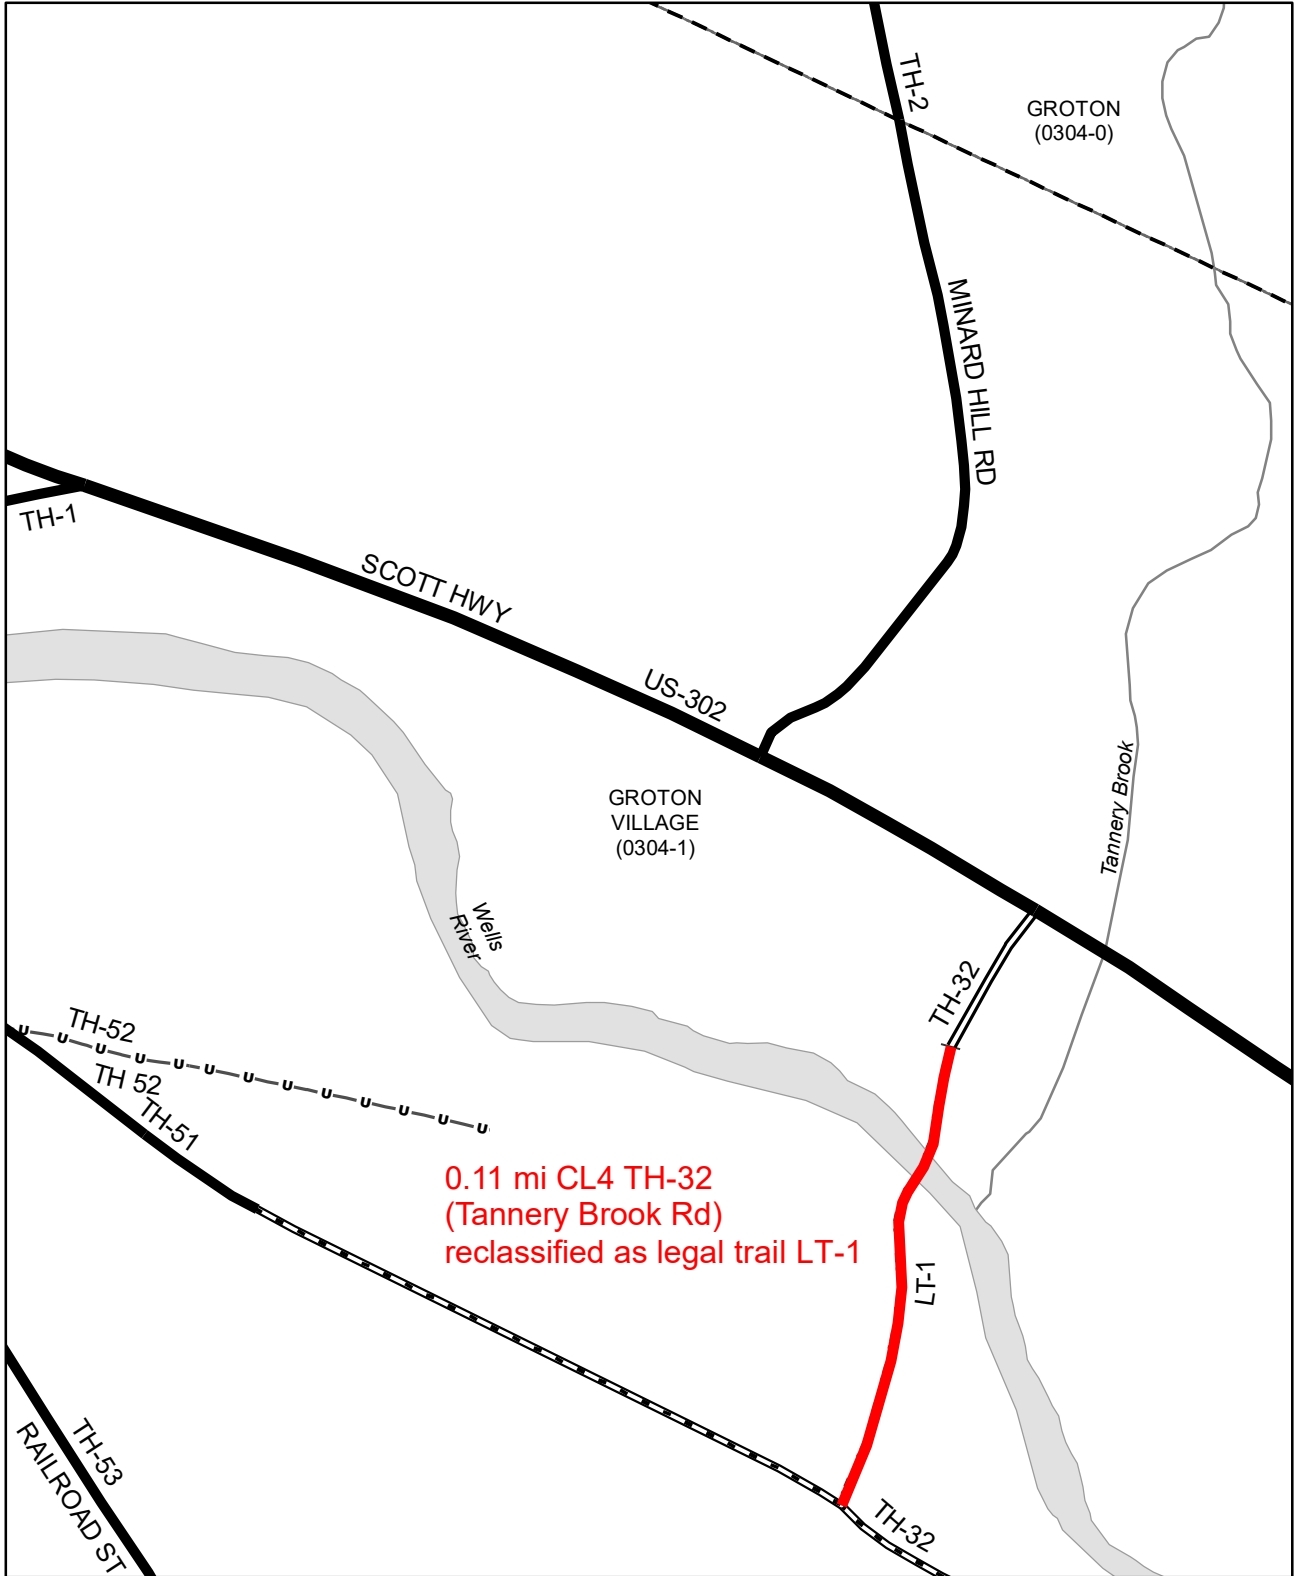 TH-2
GROTON
(0304-0)
MINARD HILL RD
TH-1
SCOTT HWY
US-302
Tannery Brook
GROTON
VILLAGE
(0304-1)
Wells
River
TH-32
TH-52
TH 52
TH-51
0.11 mi CL4 TH-32
(Tannery Brook Rd)
reclassified as legal trail LT-1
LT-1
TH-53
RAILROAD ST
TH-32